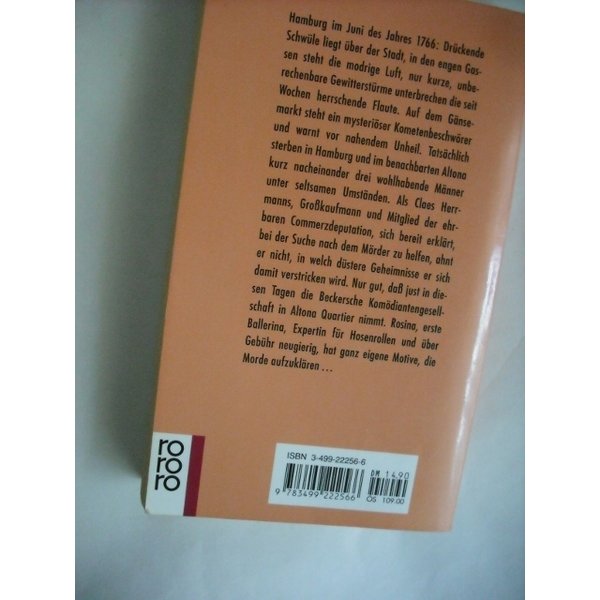 Hamburg im Juni des Jahres 1766: Drückende
Schwüle liegt über der Stadt, in den engen Gas-
sen steht die modrige Luft, nur kurze, unbe-
rechenbare Gewitterstürme unterbrechen die seit
Wochen herrschende Flaute. Auf dem Gänse-
markt steht ein mysteriöser Kometenbeschwörer
und warnt vor nahendem Unheil. Tatsächlich
sterben in Hamburg und im benachbarten Altona
kurz nacheinander drei wohlhabende Männer
unter seltsamen Umständen. Als Claes Herr-
manns, Großkaufmann und Mitglied der ehr-
baren Commerzdeputation, sich bereit erklärt,
bei der Suche nach dem Mörder zu helfen, ahnt
er nicht, in welch düstere Geheimnisse er sich
damit verstricken wird. Nur gut, daß just in die-
sen Tagen die Beckersche Komödiantengesell-
schaft in Altona Quartier nimmt. Rosina, erste
Ballerina, Expertin für Hosenrollen und über
Gebühr neugierig, hat ganz eigene Motive, die
Morde aufzuklären ...
ro
ro
ro
ISBN 3-499-22256-6
DM 14.90
9 783499 222566
ÖS 109.00